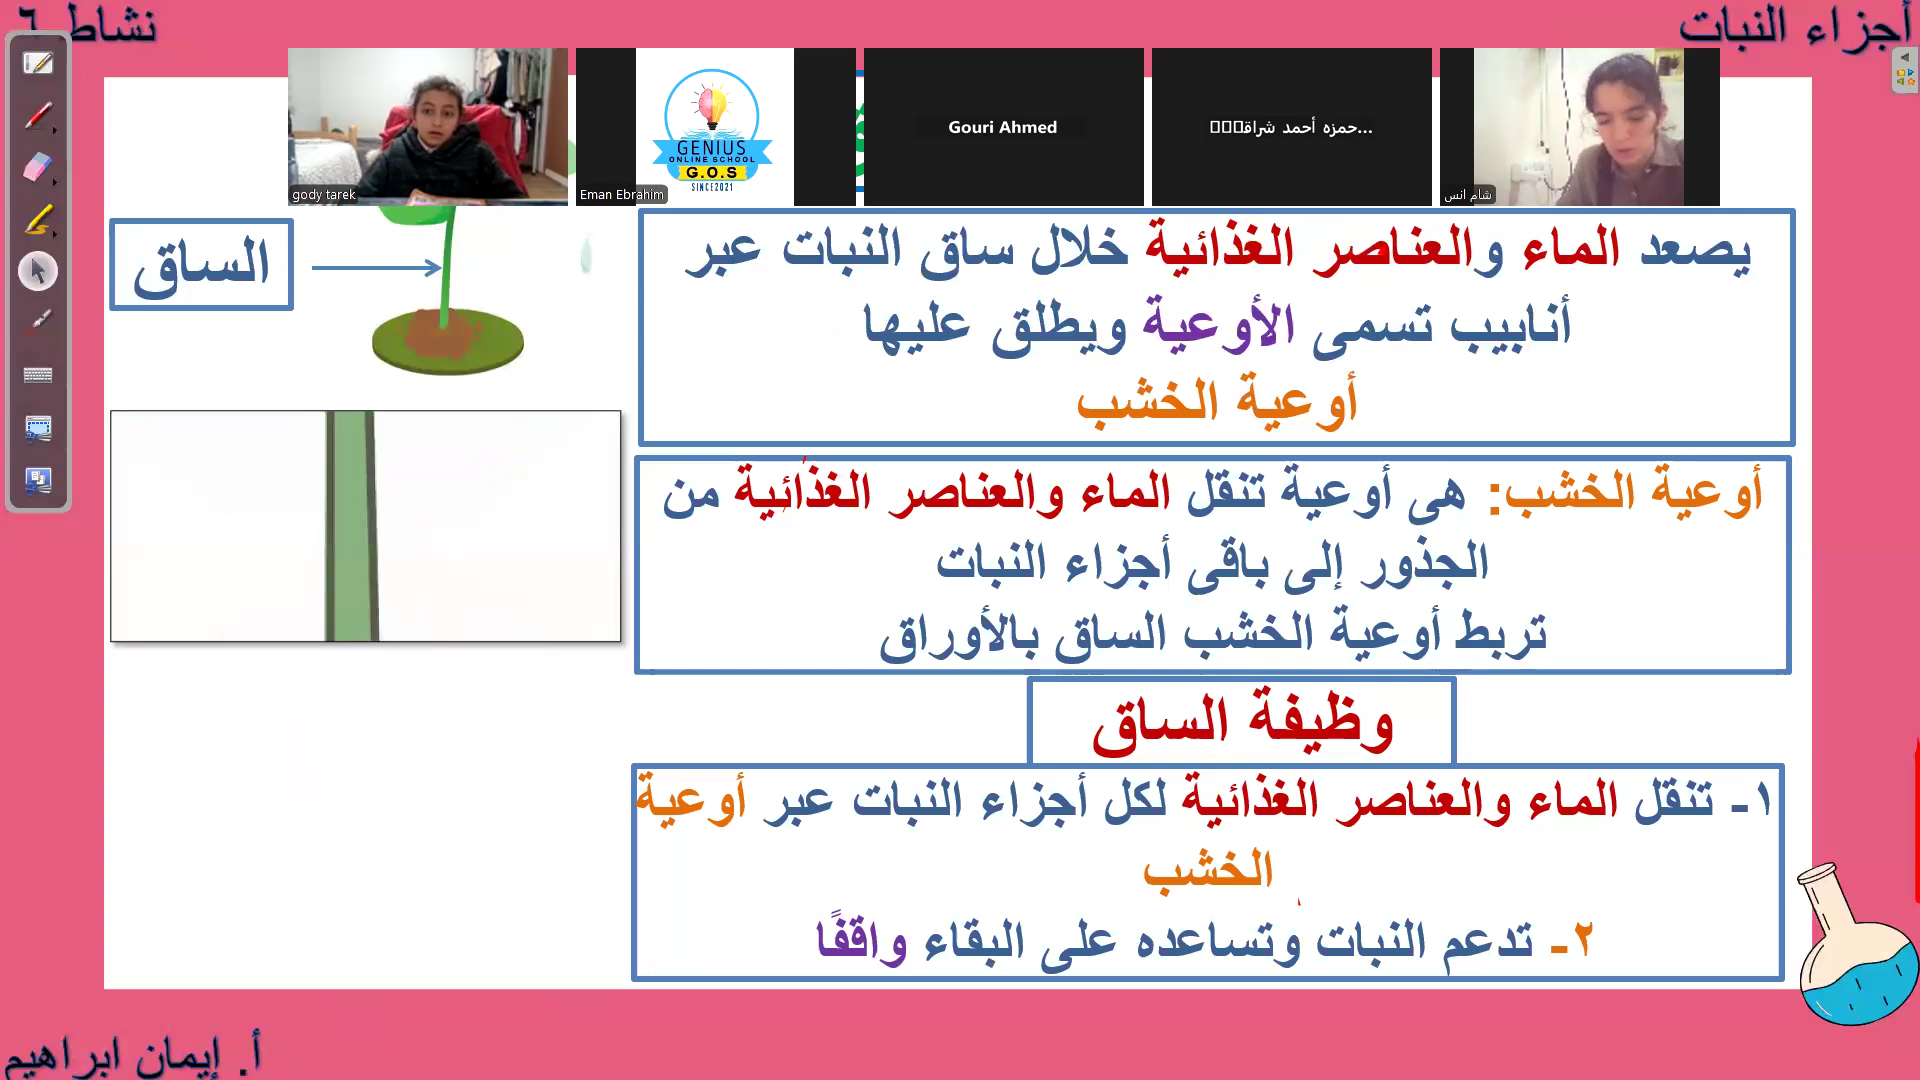 أجزاء النبات
نشاط ٦
gody tarek
GENIUS
ONLINE SCHOOL
G.O.S
SINCE2021
Eman Ebrahim
Gouri Ahmed
حمزه أحمد شراق...
شام انس
الساق
يصعد الماء والعناصر الغذائية خلال ساق النبات عبر
أنابيب تسمى الأوعية ويطلق عليها
أوعية الخشب
أوعية الخشب: هى أوعية تنقل الماء والعناصر الغذائية من
الجذور إلى باقى أجزاء النبات
تربط أوعية الخشب الساق بالأوراق
وظيفة الساق
١- تنقل الماء والعناصر الغذائية لكل أجزاء النبات عبر أوعية
الخشب
٢- تدعم النبات وتساعده على البقاء واقفًا
أ. إيمان ابراهيم